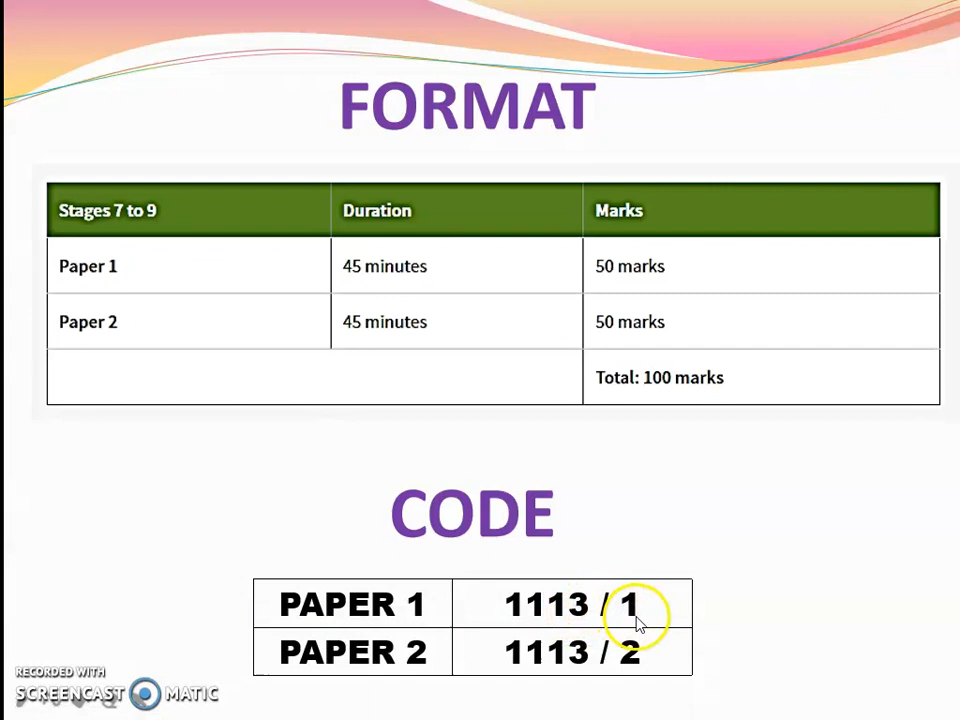 FORMAT
Stages 7 to 9 Duration Marks
Paper 1 45 minutes 50 marks
Paper 2 45 minutes 50 marks
Total: 100 marks
CODE
PAPER 1 1113 / 1
PAPER 2 1113 / 2
RECORDED WITH
SCREENCAST MATIC